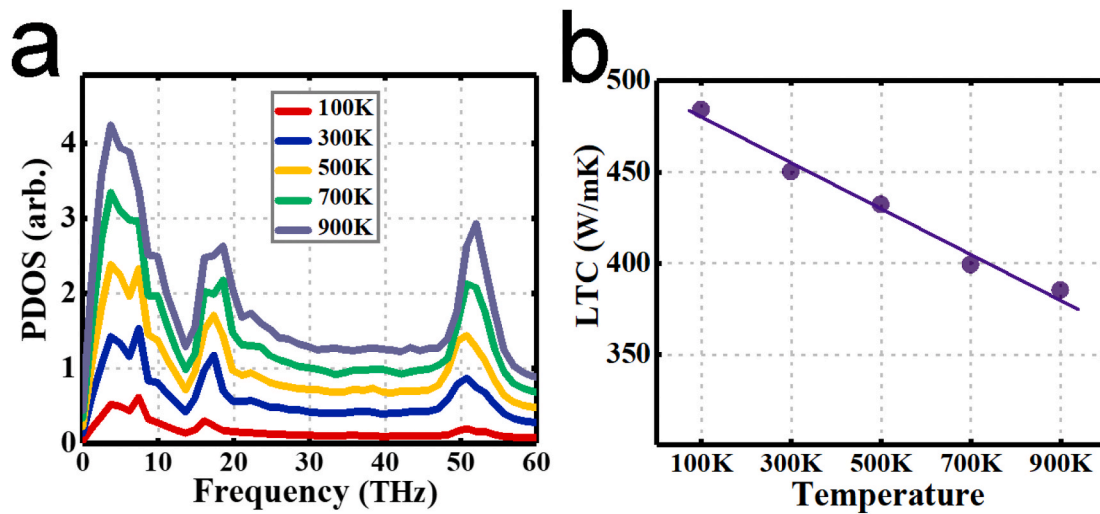 a
PDOS (arb.)
4
3
2
1
0
100K
300K
500K
700K
900K
0 10 20 30 40 50 60
Frequency (THz)
b
LTC (W/mK)
500
450
400
350
100K 300K 500K 700K 900K
Temperature